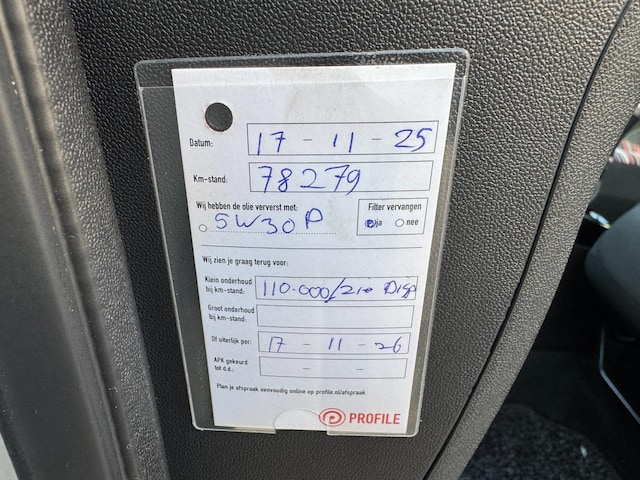 Datum: 17 - 11 - 25
Km-stand: 78279
Wij hebben de olie ververst met: Filter vervangen
5W30P ja nee
Wij zien je graag terug voor:
Klein onderhoud bij km-stand: 110.000/zie Disp
Groot onderhoud bij km-stand:
Of uiterlijk per: 17 - 11 - 26
APK gekeurd tot d.d.: - -
Plan je afspraak eenvoudig online op profile.nl/afspraak
PROFILE